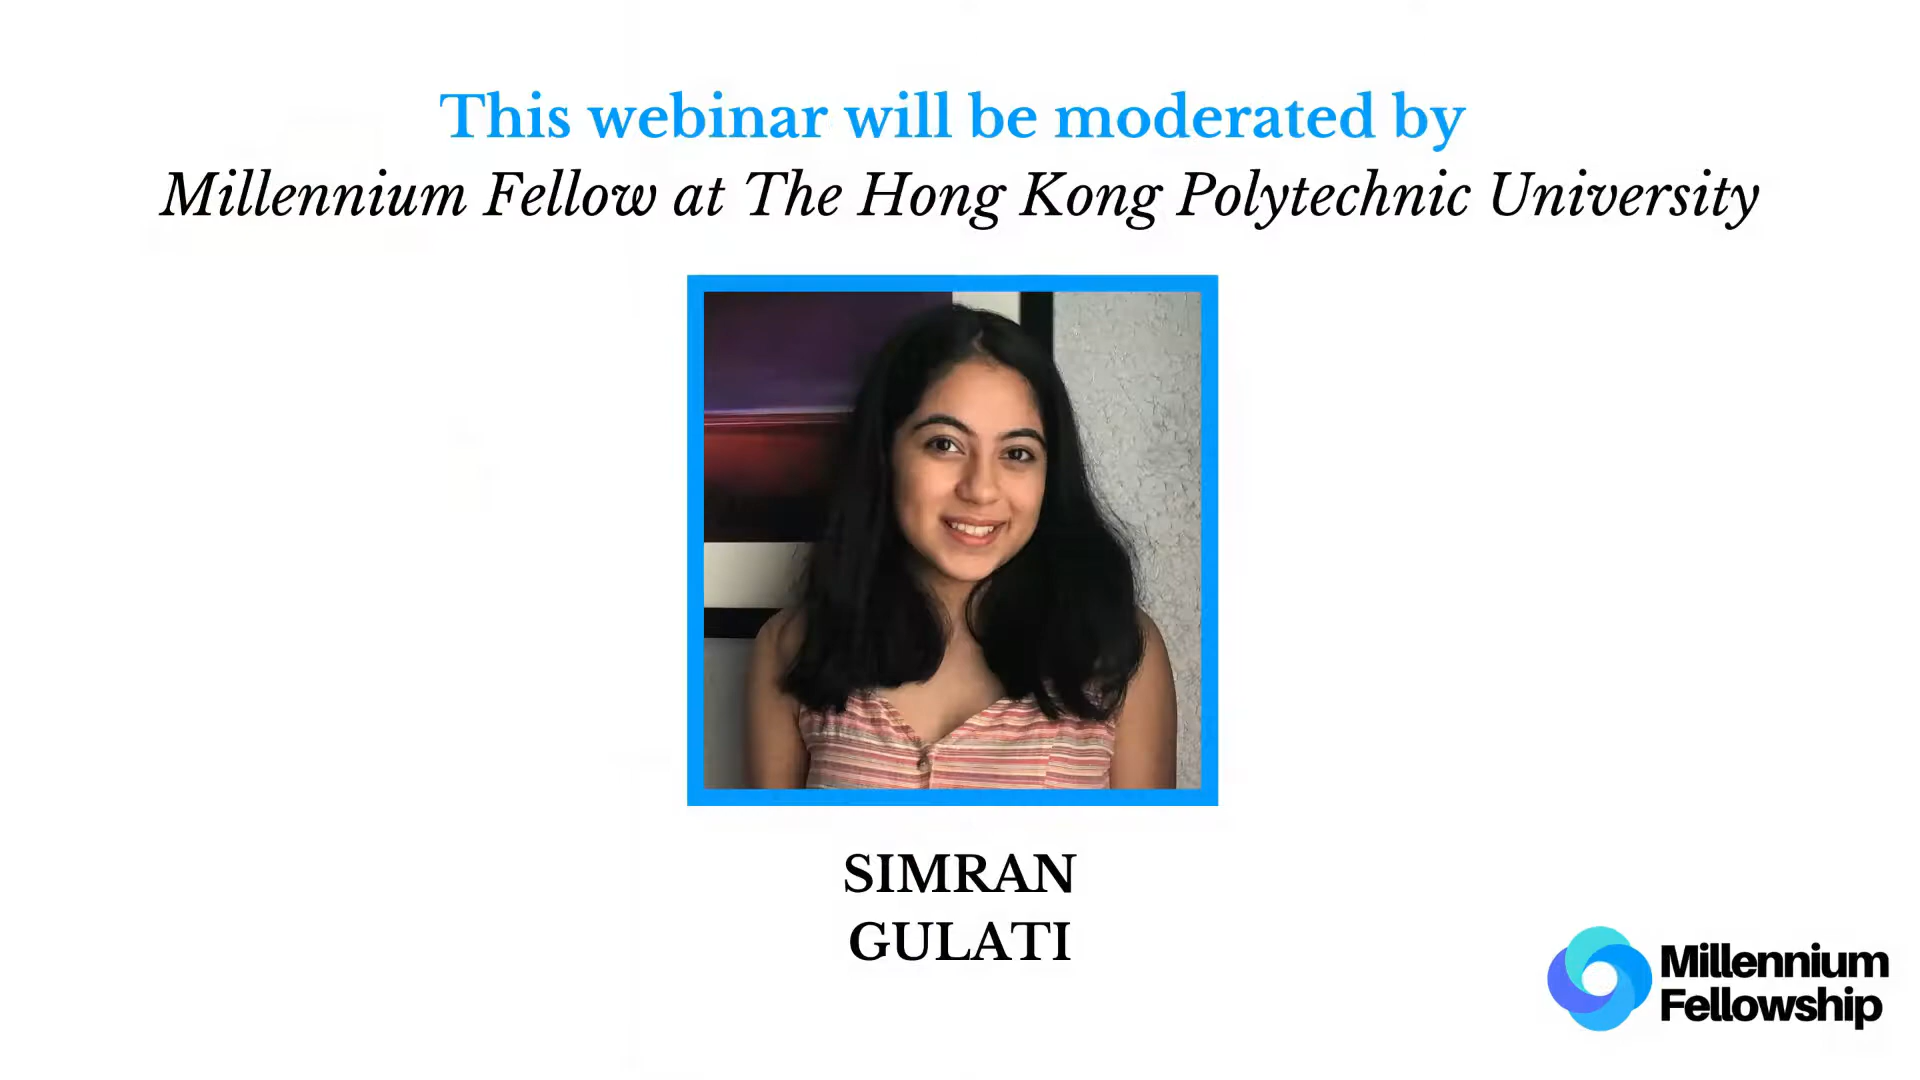 This webinar will be moderated by
Millennium Fellow at The Hong Kong Polytechnic University
SIMRAN
GULATI
Millennium
Fellowship